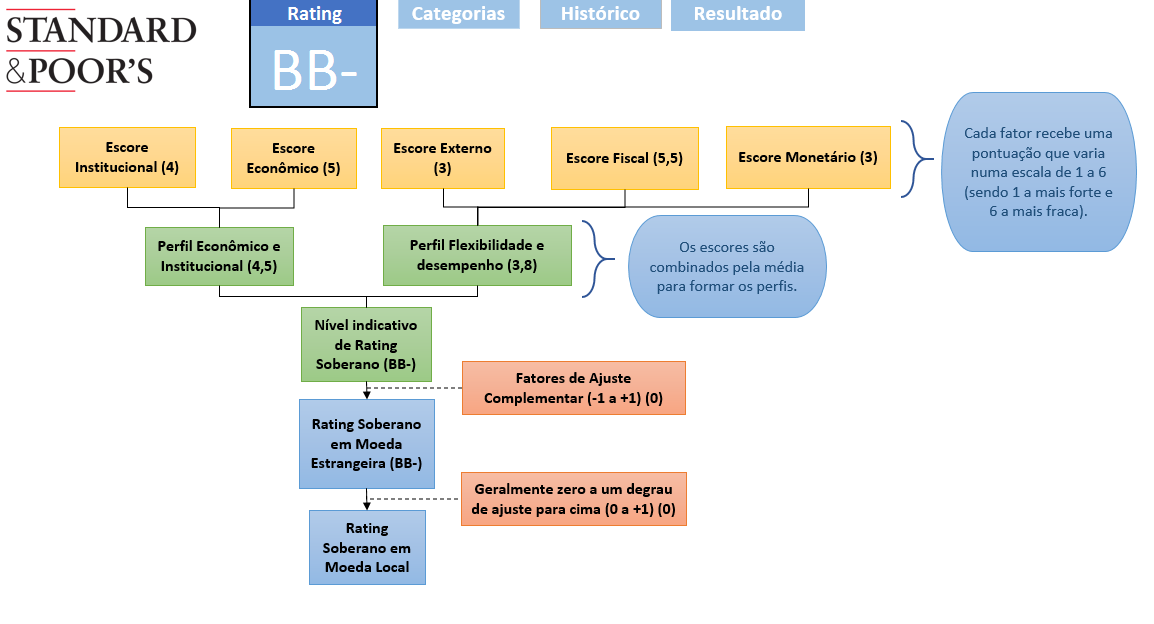 STANDARD
&POOR'S
Rating
BB-
Categorias
Histórico
Resultado
Escore
Institucional (4)
Escore
Econômico (5)
Escore Externo
(3)
Escore Fiscal (5,5)
Escore Monetário (3)
Cada fator recebe uma
pontuação que varia
numa escala de 1 a 6
(sendo 1 a mais forte e
6 a mais fraca).
Perfil Econômico e
Institucional (4,5)
Perfil Flexibilidade e
desempenho (3,8)
Os escores são
combinados pela média
para formar os perfis.
Nível indicativo
de Rating
Soberano (BB-)
Fatores de Ajuste
Complementar (-1 a +1) (0)
Rating Soberano
em Moeda
Estrangeira (BB-)
Geralmente zero a um degrau
de ajuste para cima (0 a +1) (0)
Rating
Soberano em
Moeda Local